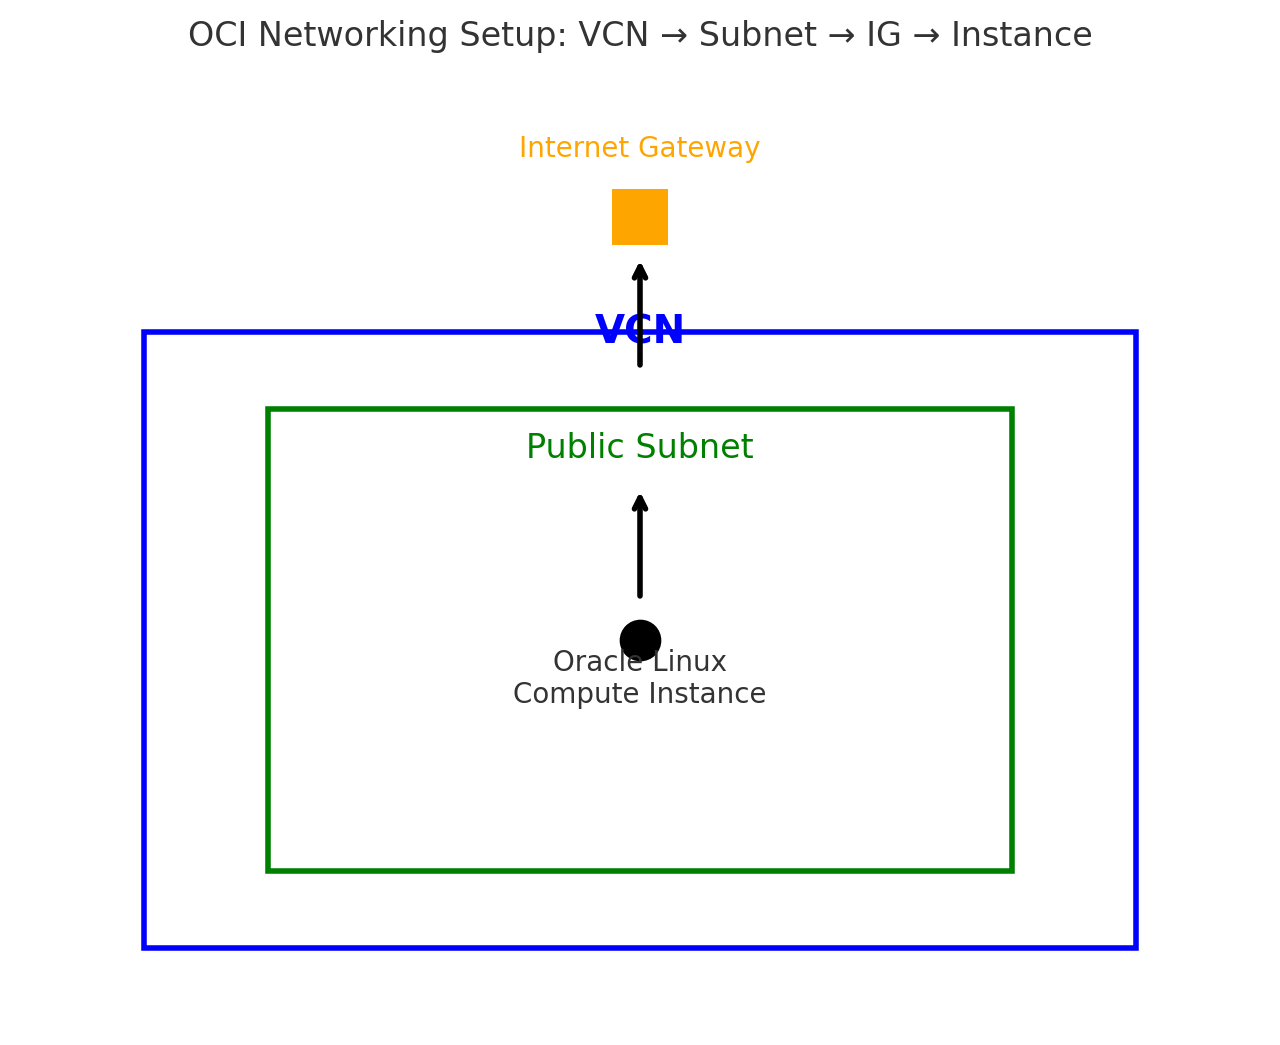 OCI Networking Setup: VCN → Subnet → IG → Instance
Internet Gateway
VCN
Public Subnet
Oracle Linux
Compute Instance